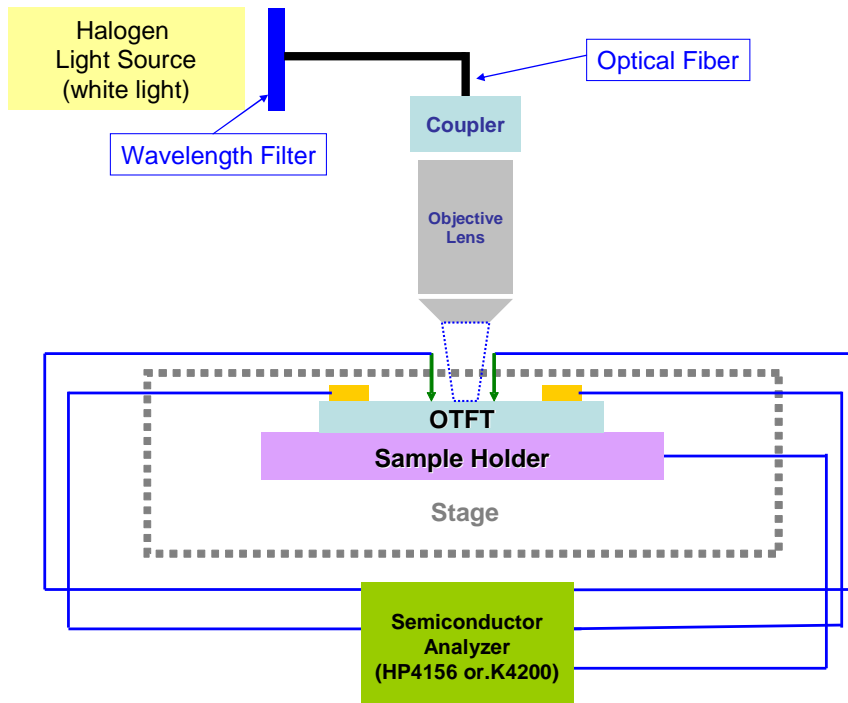 Halogen
Light Source
(white light)
Optical Fiber
Coupler
Wavelength Filter
Objective
Lens
OTFT
Sample Holder
Stage
Semiconductor
Analyzer
(HP4156 or.K4200)